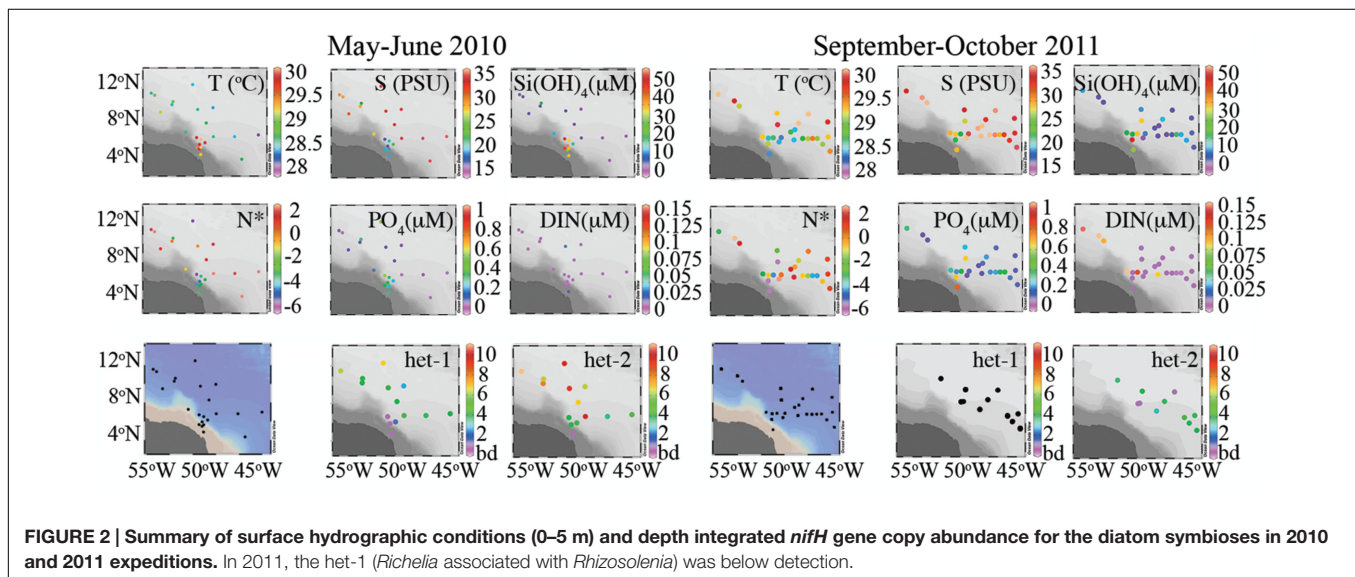 May-June 2010
September-October 2011
12°N
8°N
4°N
T (°C)
30
29.5
29
28.5
28
S (PSU)
35
30
25
20
15
Si(OH)4(μM)
50
40
30
20
10
0
T (°C)
30
29.5
29
28.5
28
S (PSU)
35
30
25
20
15
Si(OH)4(μM)
50
40
30
20
10
0
12°N
8°N
4°N
N*
2
0
-2
-4
-6
PO4(μM)
1
0.8
0.6
0.4
0.2
0
DIN(μM)
0.15
0.125
0.1
0.075
0.05
0.025
0
N*
2
0
-2
-4
-6
PO4(μM)
1
0.8
0.6
0.4
0.2
0
DIN(μM)
0.15
0.125
0.1
0.075
0.05
0.025
0
12°N
8°N
4°N
55°W 50°W 45°W
het-1
10
8
6
4
2
bd
55°W 50°W 45°W
het-2
10
8
6
4
2
bd
55°W 50°W 45°W
55°W 50°W 45°W
het-1
10
8
6
4
2
bd
55°W 50°W 45°W
het-2
10
8
6
4
2
bd
55°W 50°W 45°W
FIGURE 2 | Summary of surface hydrographic conditions (0–5 m) and depth integrated nifH gene copy abundance for the diatom symbioses in 2010
and 2011 expeditions. In 2011, the het-1 (Richelia associated with Rhizosolenia) was below detection.